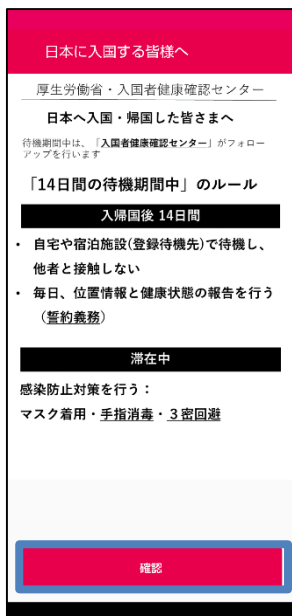 日本に入国する皆様へ
厚生労働省・入国者健康確認センター
日本へ入国・帰国した皆さまへ
待機期間中は、「入国者健康確認センター」がフォロー
アップを行います
「14日間の待機期間中」のルール
入帰国後 14日間
・ 自宅や宿泊施設(登録待機先)で待機し、
他者と接触しない
・ 毎日、位置情報と健康状態の報告を行う
（誓約義務）
滞在中
感染防止対策を行う：
マスク着用・手指消毒・３密回避
確認